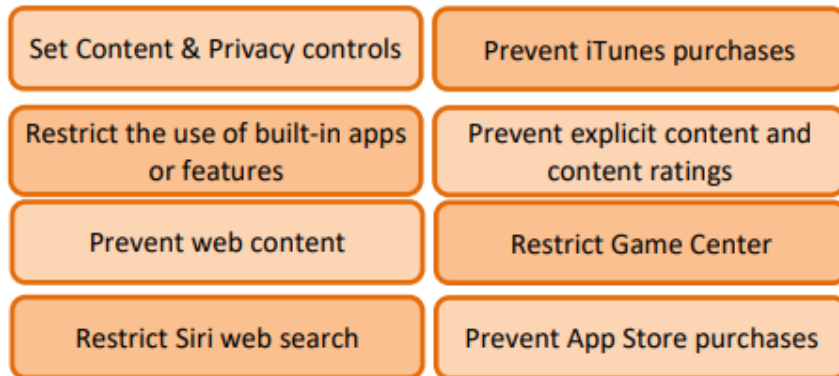 Set Content & Privacy controls
Prevent iTunes purchases
Restrict the use of built-in apps
or features
Prevent explicit content and
content ratings
Prevent web content
Restrict Game Center
Restrict Siri web search
Prevent App Store purchases